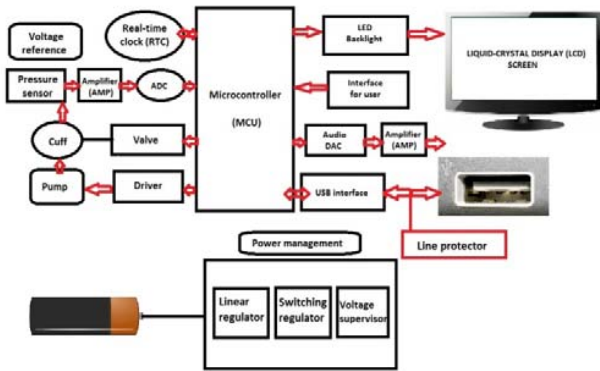 Voltage
reference
Real-time
clock (RTC)
LED
Backlight
LIQUID-CRYSTAL DISPLAY (LCD)
SCREEN
Pressure
sensor
Amplifier
(AMP)
ADC
Microcontroller
(MCU)
Interface
for user
Cuff
Valve
Audio
DAC
Amplifier
(AMP)
Pump
Driver
USB interface
Line protector
Power management
Linear
regulator
Switching
regulator
Voltage
supervisor